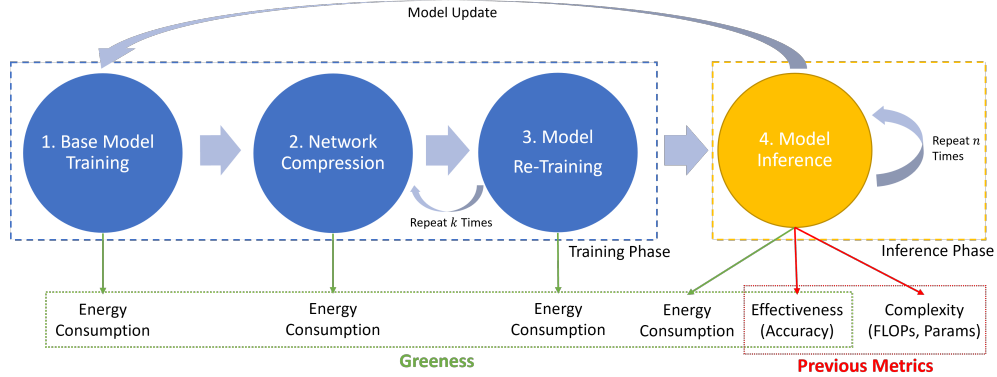 Model Update
1. Base Model
Training
2. Network
Compression
3. Model
Re-Training
4. Model
Inference
Repeat n
Times
Repeat k Times
Training Phase
Inference Phase
Energy
Consumption
Energy
Consumption
Energy
Consumption
Energy
Consumption
Effectiveness
(Accuracy)
Complexity
(FLOPs, Params)
Greeness
Previous Metrics